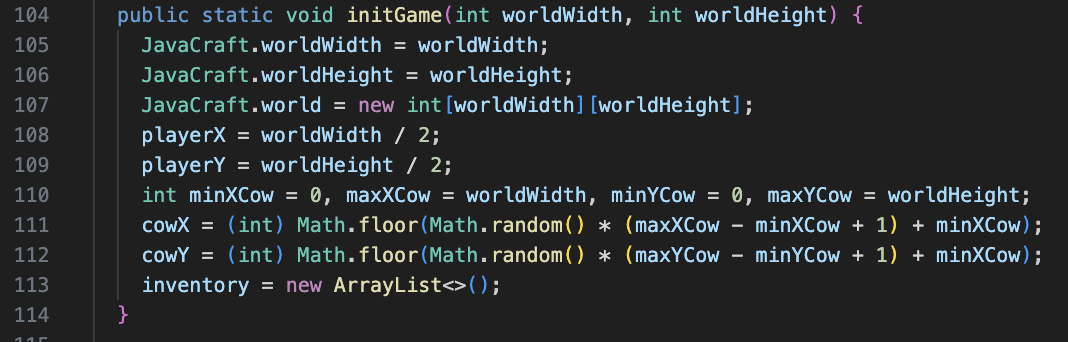 104 public static void initGame(int worldWidth, int worldHeight) {
105 JavaCraft.worldWidth = worldWidth;
106 JavaCraft.worldHeight = worldHeight;
107 JavaCraft.world = new int[worldWidth][worldHeight];
108 playerX = worldWidth / 2;
109 playerY = worldHeight / 2;
110 int minXCow = 0, maxXCow = worldWidth, minYCow = 0, maxYCow = worldHeight;
111 cowX = (int) Math.floor(Math.random() * (maxXCow - minXCow + 1) + minXCow);
112 cowY = (int) Math.floor(Math.random() * (maxYCow - minYCow + 1) + minXCow);
113 inventory = new ArrayList<>();
114 }